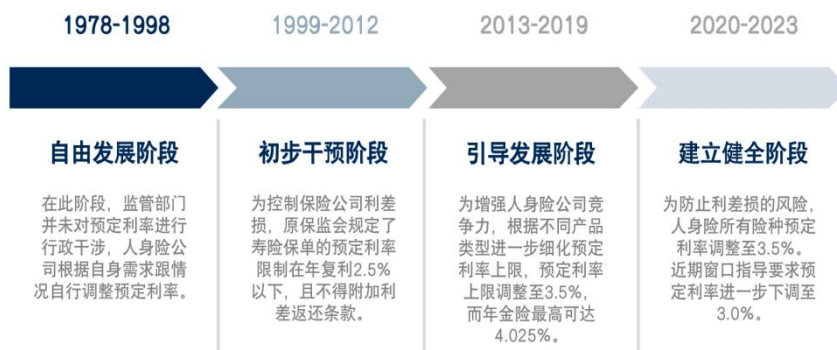 1978-1998
1999-2012
2013-2019
2020-2023
自由发展阶段
初步干预阶段
引导发展阶段
建立健全阶段
在此阶段，监管部门
并未对预定利率进行
行政干涉，人身险公
司根据自身需求跟情
况自行调整预定利率。
为控制保险公司利差
损，原保监会规定了
寿险保单的预定利率
限制在年复利2.5%
以下，且不得附加利
差返还条款。
为增强人身险公司竞
争力，根据不同产品
类型进一步细化预定
利率上限，预定利率
上限调整至3.5%，
而年金险最高可达
4.025%。
为防止利差损的风险，
人身险所有险种预定
利率调整至3.5%。
近期窗口指导要求预
定利率进一步下调至
3.0%。